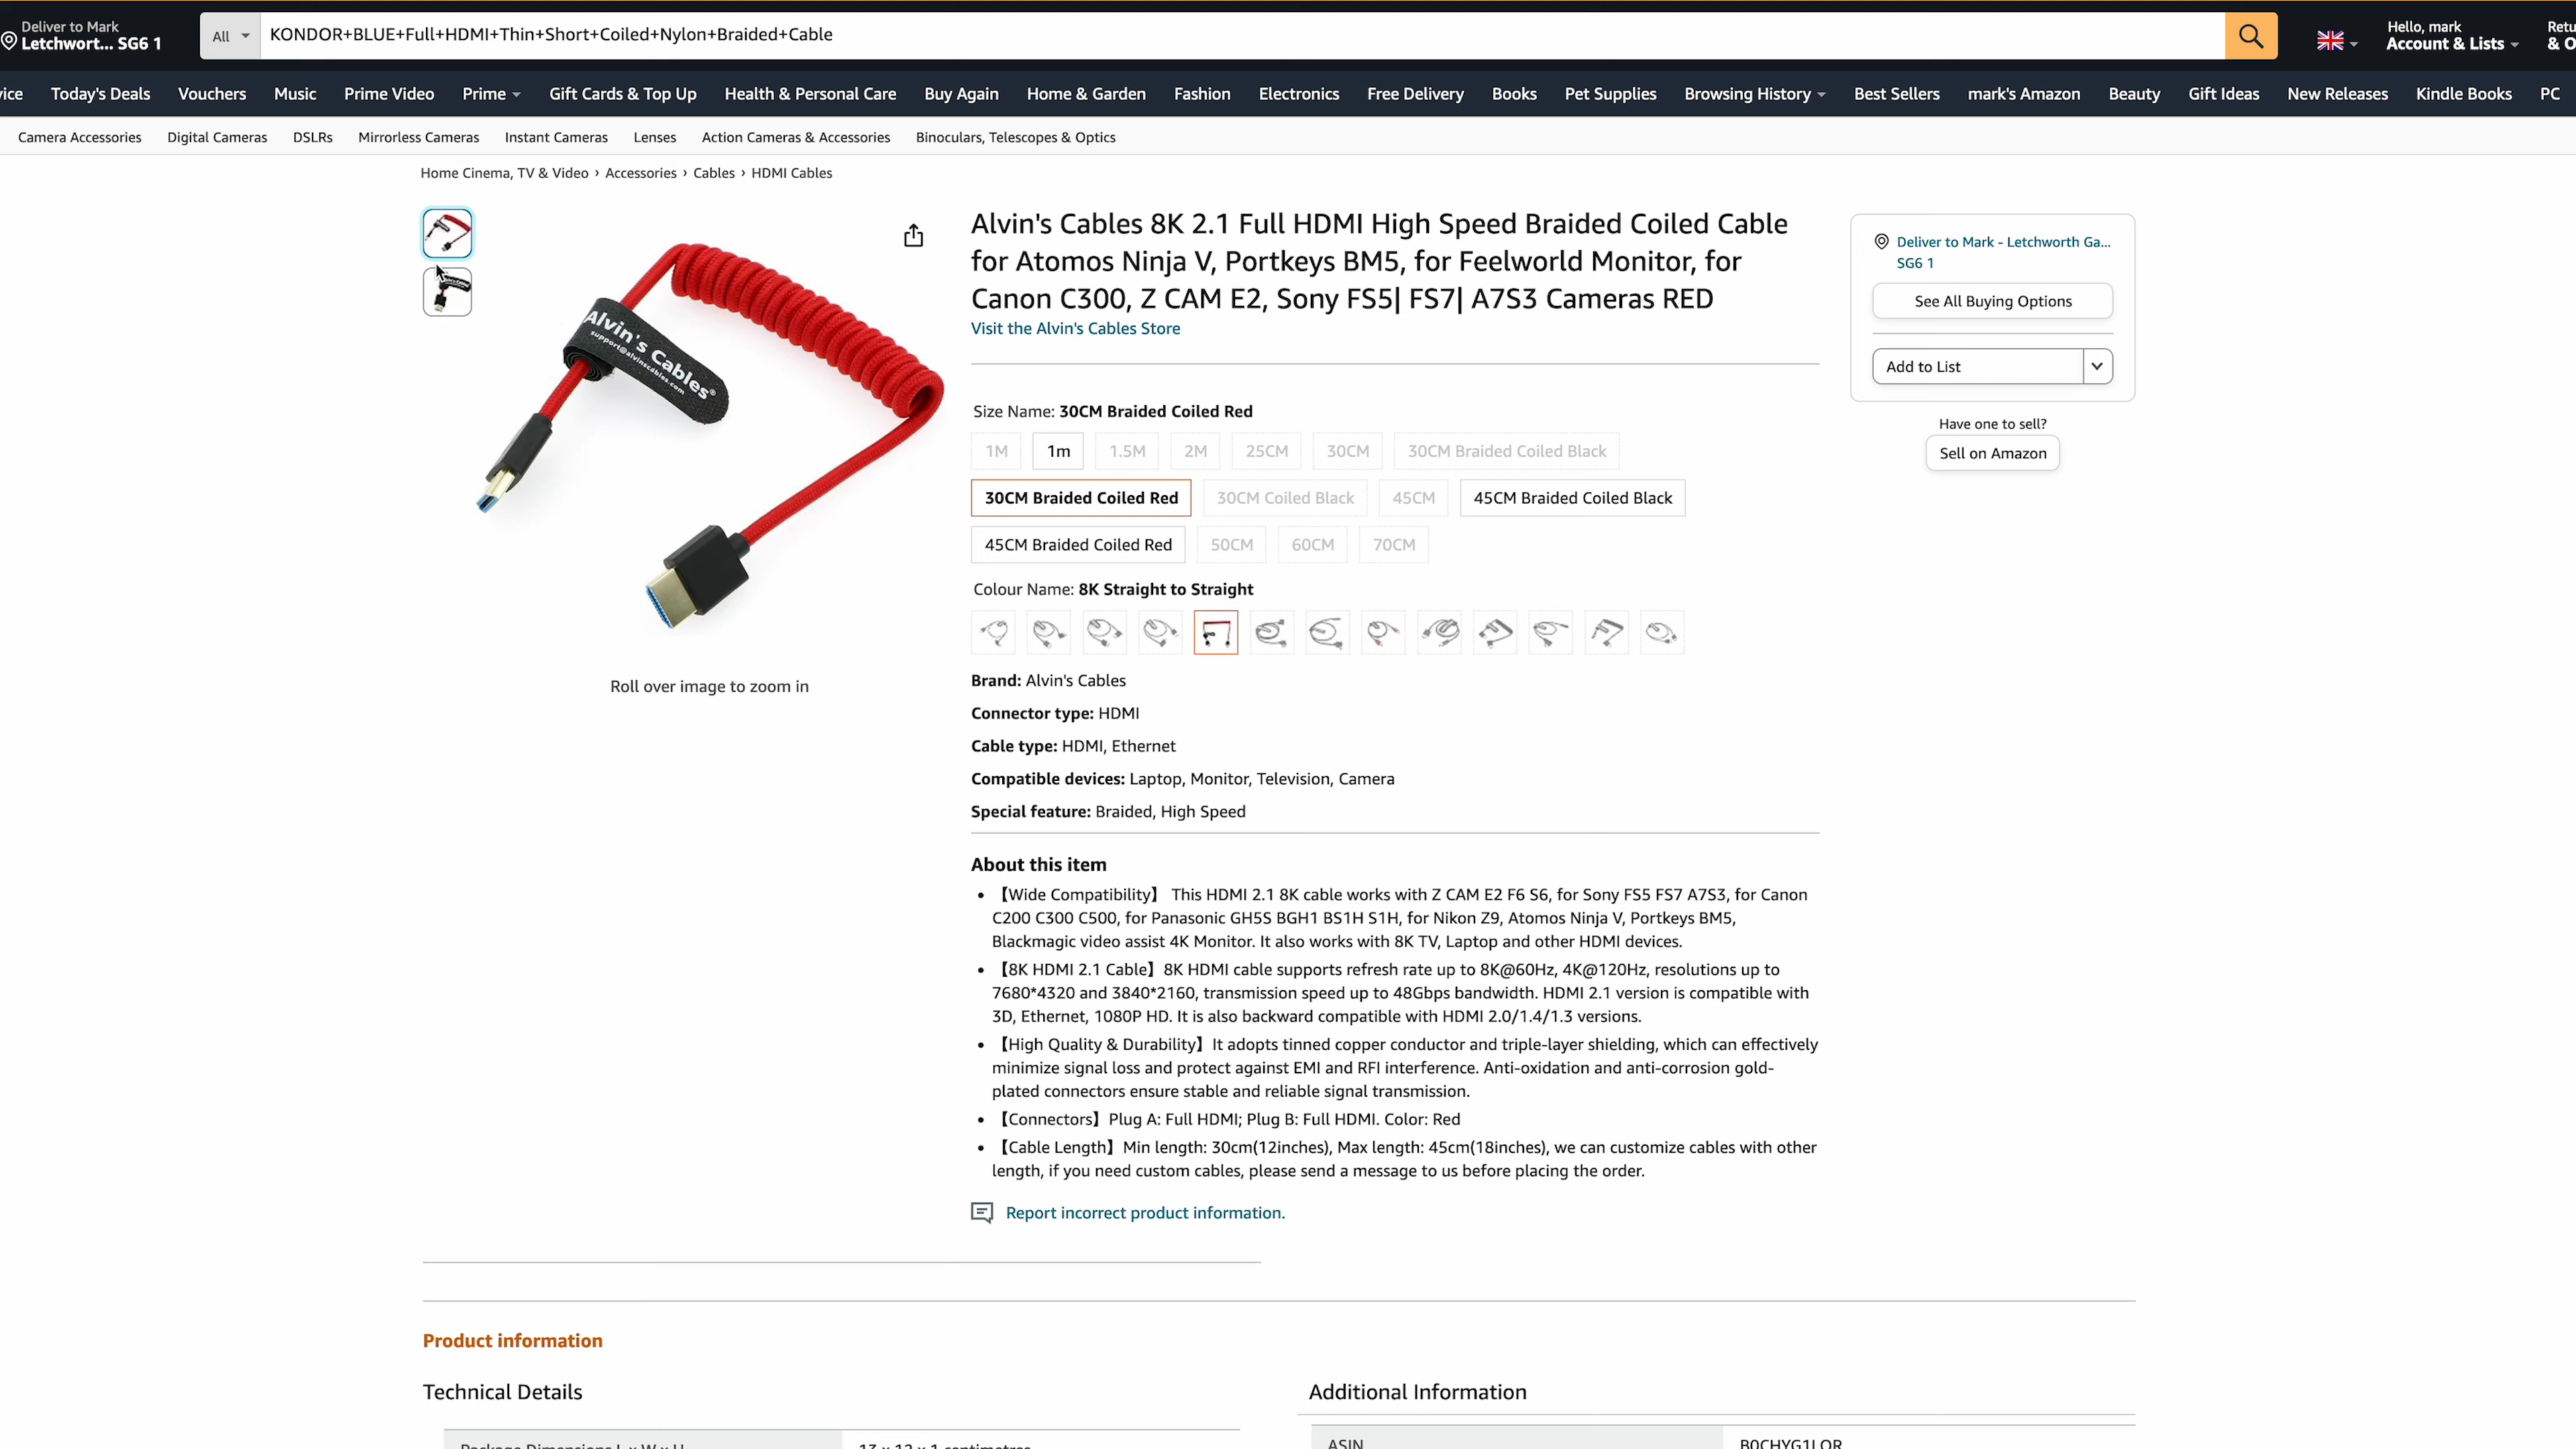 Deliver to Mark
Letchwort... SG6 1
All
KONDOR+BLUE+Full+HDMI+Thin+Short+Coiled+Nylon+Braided+Cable
Hello, mark
Account & Lists
Today's Deals Vouchers Music Prime Video Prime Gift Cards & Top Up Health & Personal Care Buy Again Home & Garden Fashion Electronics Free Delivery Books Pet Supplies Browsing History Best Sellers mark's Amazon Beauty Gift Ideas New Releases Kindle Books PC
Camera Accessories Digital Cameras DSLRs Mirrorless Cameras Instant Cameras Lenses Action Cameras & Accessories Binoculars, Telescopes & Optics
Home Cinema, TV & Video › Accessories › Cables › HDMI Cables
Alvin's Cables®
support@alvinscables.com
Roll over image to zoom in
Alvin's Cables 8K 2.1 Full HDMI High Speed Braided Coiled Cable
for Atomos Ninja V, Portkeys BM5, for Feelworld Monitor, for
Canon C300, Z CAM E2, Sony FS5| FS7| A7S3 Cameras RED
Visit the Alvin's Cables Store
Size Name: 30CM Braided Coiled Red
1M 1m 1.5M 2M 25CM 30CM 30CM Braided Coiled Black
30CM Braided Coiled Red 30CM Coiled Black 45CM 45CM Braided Coiled Black
45CM Braided Coiled Red 50CM 60CM 70CM
Colour Name: 8K Straight to Straight
Brand: Alvin's Cables
Connector type: HDMI
Cable type: HDMI, Ethernet
Compatible devices: Laptop, Monitor, Television, Camera
Special feature: Braided, High Speed
About this item
• 【Wide Compatibility】 This HDMI 2.1 8K cable works with Z CAM E2 F6 S6, for Sony FS5 FS7 A7S3, for Canon
C200 C300 C500, for Panasonic GH5S BGH1 BS1H S1H, for Nikon Z9, Atomos Ninja V, Portkeys BM5,
Blackmagic video assist 4K Monitor. It also works with 8K TV, Laptop and other HDMI devices.
• 【8K HDMI 2.1 Cable】8K HDMI cable supports refresh rate up to 8K@60Hz, 4K@120Hz, resolutions up to
7680*4320 and 3840*2160, transmission speed up to 48Gbps bandwidth. HDMI 2.1 version is compatible with
3D, Ethernet, 1080P HD. It is also backward compatible with HDMI 2.0/1.4/1.3 versions.
• 【High Quality & Durability】It adopts tinned copper conductor and triple-layer shielding, which can effectively
minimize signal loss and protect against EMI and RFI interference. Anti-oxidation and anti-corrosion gold-
plated connectors ensure stable and reliable signal transmission.
• 【Connectors】Plug A: Full HDMI; Plug B: Full HDMI. Color: Red
• 【Cable Length】Min length: 30cm(12inches), Max length: 45cm(18inches), we can customize cables with other
length, if you need custom cables, please send a message to us before placing the order.
Report incorrect product information.
Deliver to Mark - Letchworth Ga...
SG6 1
See All Buying Options
Add to List
Have one to sell?
Sell on Amazon
Product information
Technical Details
Additional Information
ASIN